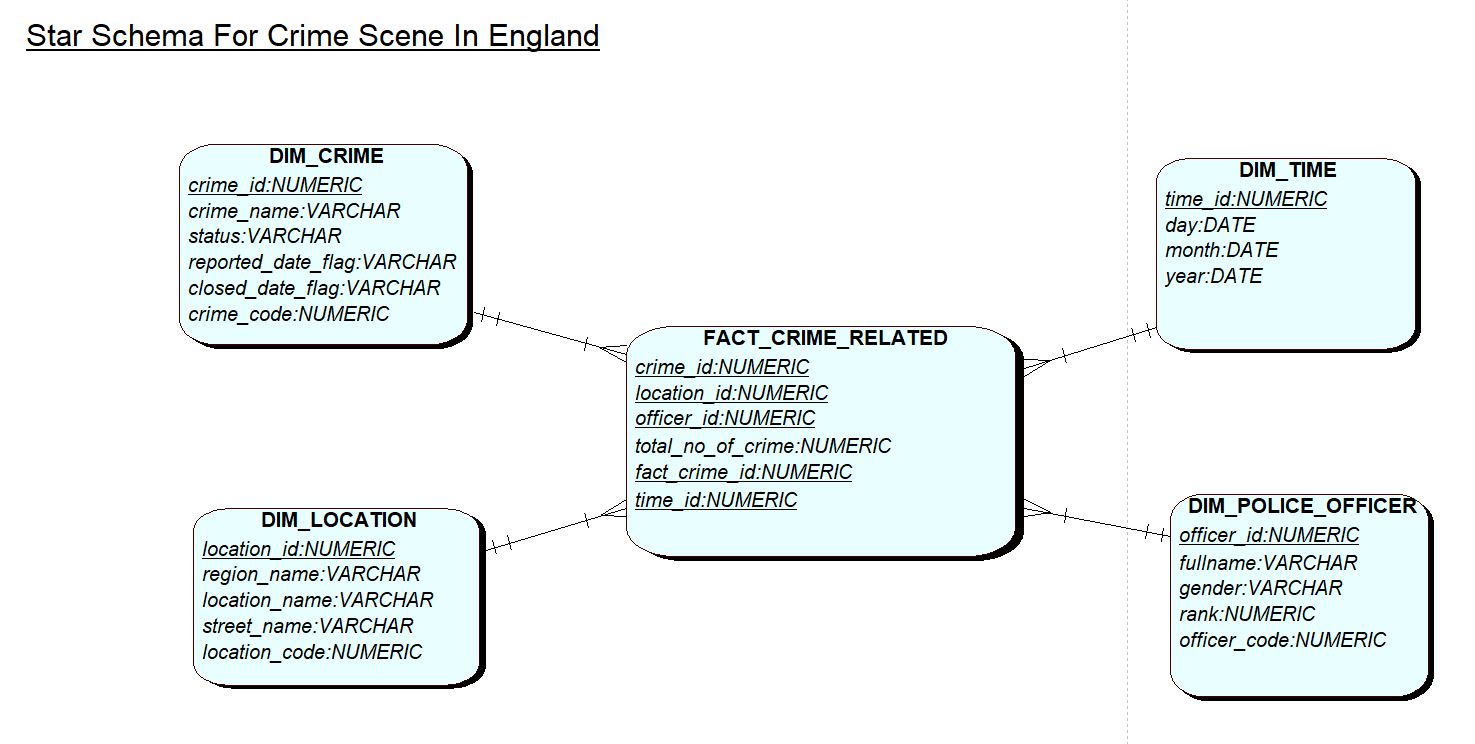 Star Schema For Crime Scene In England
DIM_CRIME
crime_id:NUMERIC
crime_name:VARCHAR
status:VARCHAR
reported_date_flag:VARCHAR
closed_date_flag:VARCHAR
crime_code:NUMERIC
DIM_TIME
time_id:NUMERIC
day:DATE
month:DATE
year:DATE
FACT_CRIME_RELATED
crime_id:NUMERIC
location_id:NUMERIC
officer_id:NUMERIC
total_no_of_crime:NUMERIC
fact_crime_id:NUMERIC
time_id:NUMERIC
DIM_LOCATION
location_id:NUMERIC
region_name:VARCHAR
location_name:VARCHAR
street_name:VARCHAR
location_code:NUMERIC
DIM_POLICE_OFFICER
officer_id:NUMERIC
fullname:VARCHAR
gender:VARCHAR
rank:NUMERIC
officer_code:NUMERIC